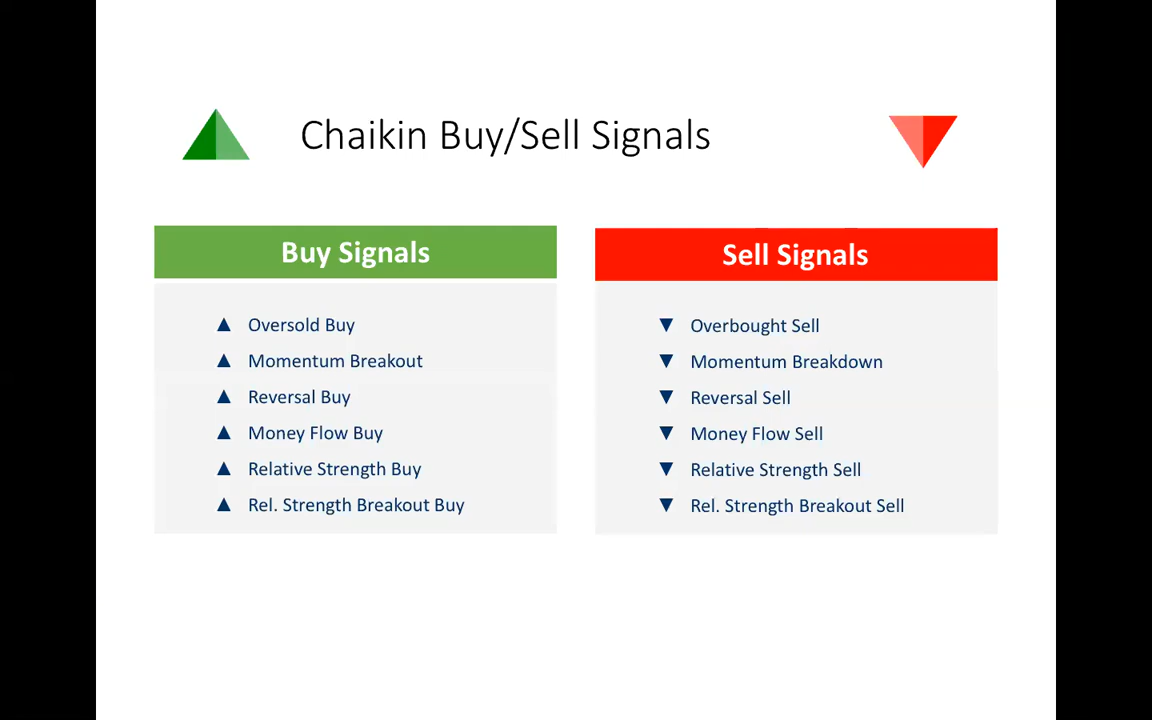 Chaikin Buy/Sell Signals
Buy Signals
▲ Oversold Buy
▲ Momentum Breakout
▲ Reversal Buy
▲ Money Flow Buy
▲ Relative Strength Buy
▲ Rel. Strength Breakout Buy
Sell Signals
▼ Overbought Sell
▼ Momentum Breakdown
▼ Reversal Sell
▼ Money Flow Sell
▼ Relative Strength Sell
▼ Rel. Strength Breakout Sell